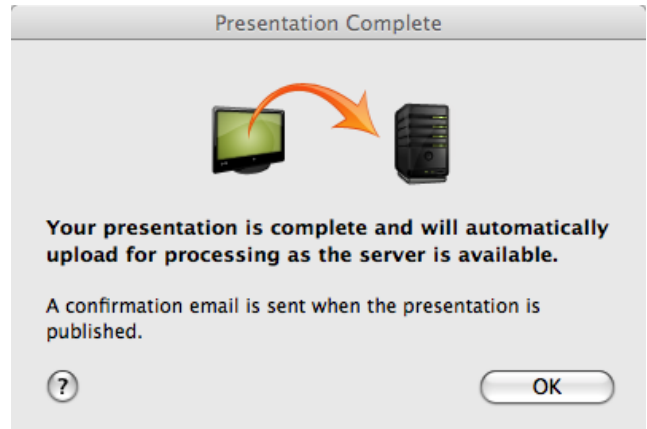 Presentation Complete
Your presentation is complete and will automatically
upload for processing as the server is available.
A confirmation email is sent when the presentation is
published.
?
OK